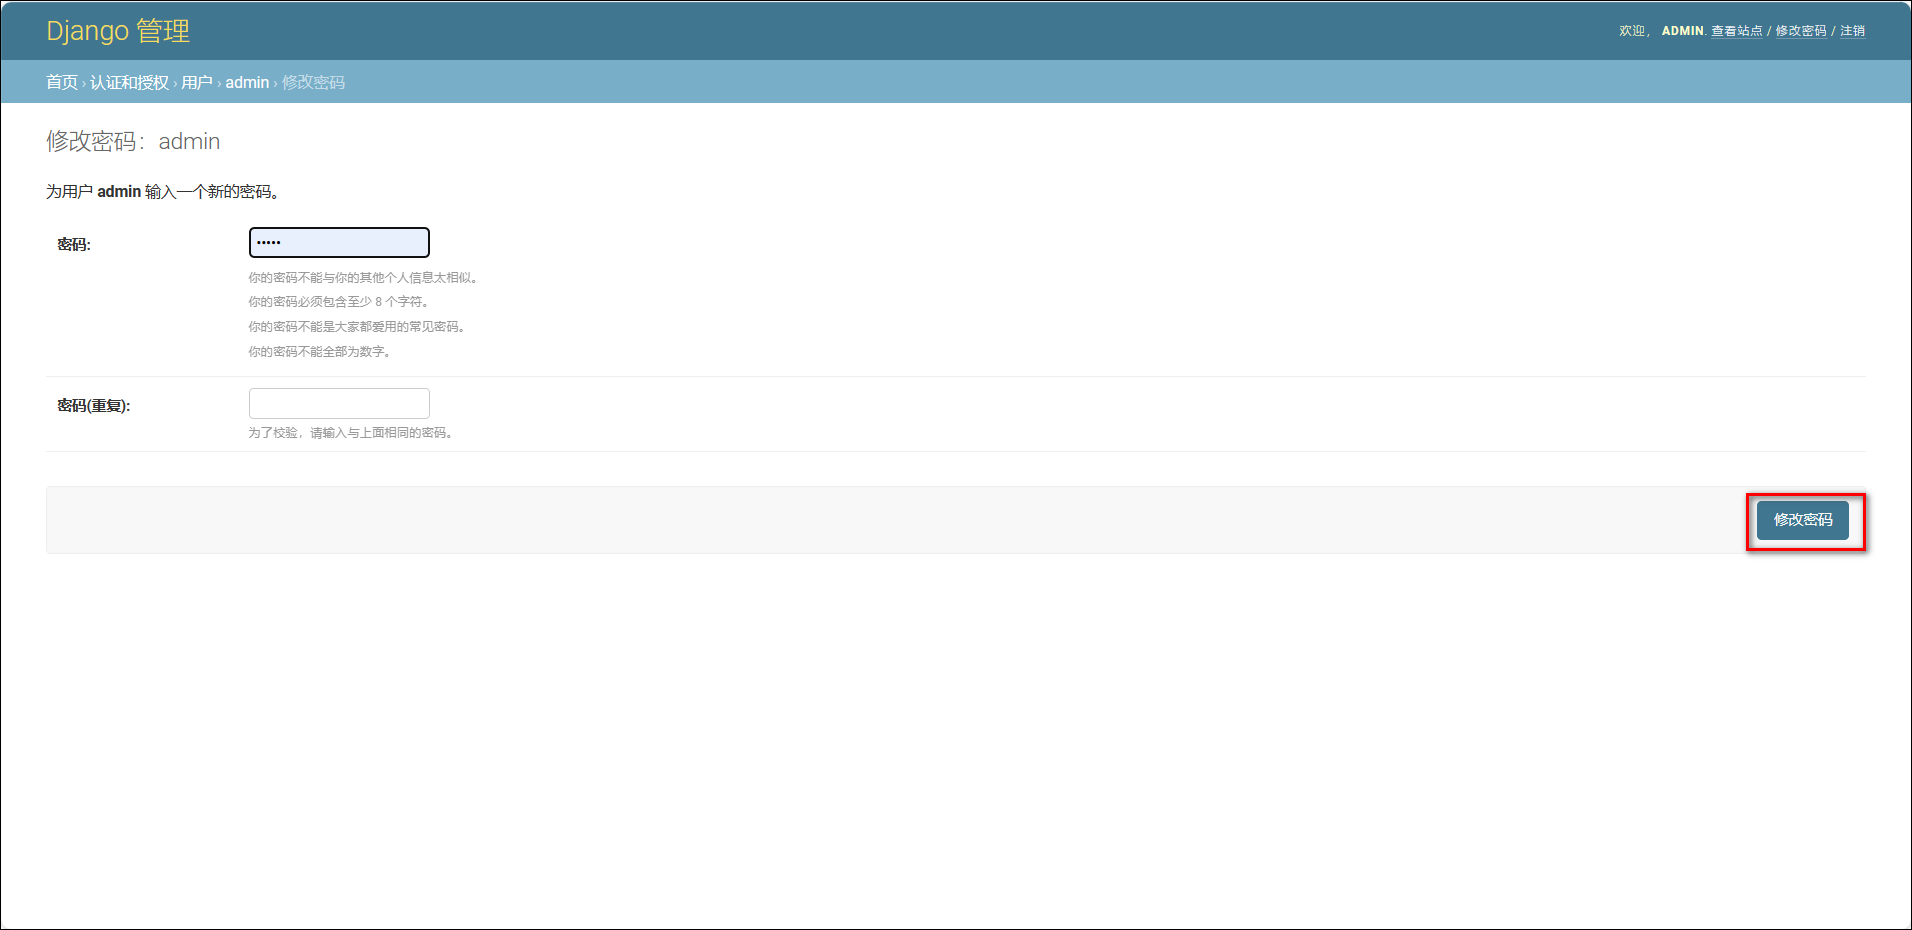 Django 管理
欢迎， ADMIN. 查看站点 / 修改密码 / 注销
首页 › 认证和授权 › 用户 › admin › 修改密码
修改密码：admin
为用户 admin 输入一个新的密码。
密码:
•••••
你的密码不能与你的其他个人信息太相似。
你的密码必须包含至少 8 个字符。
你的密码不能是大家都爱用的常见密码。
你的密码不能全部为数字。
密码(重复):
为了校验，请输入与上面相同的密码。
修改密码